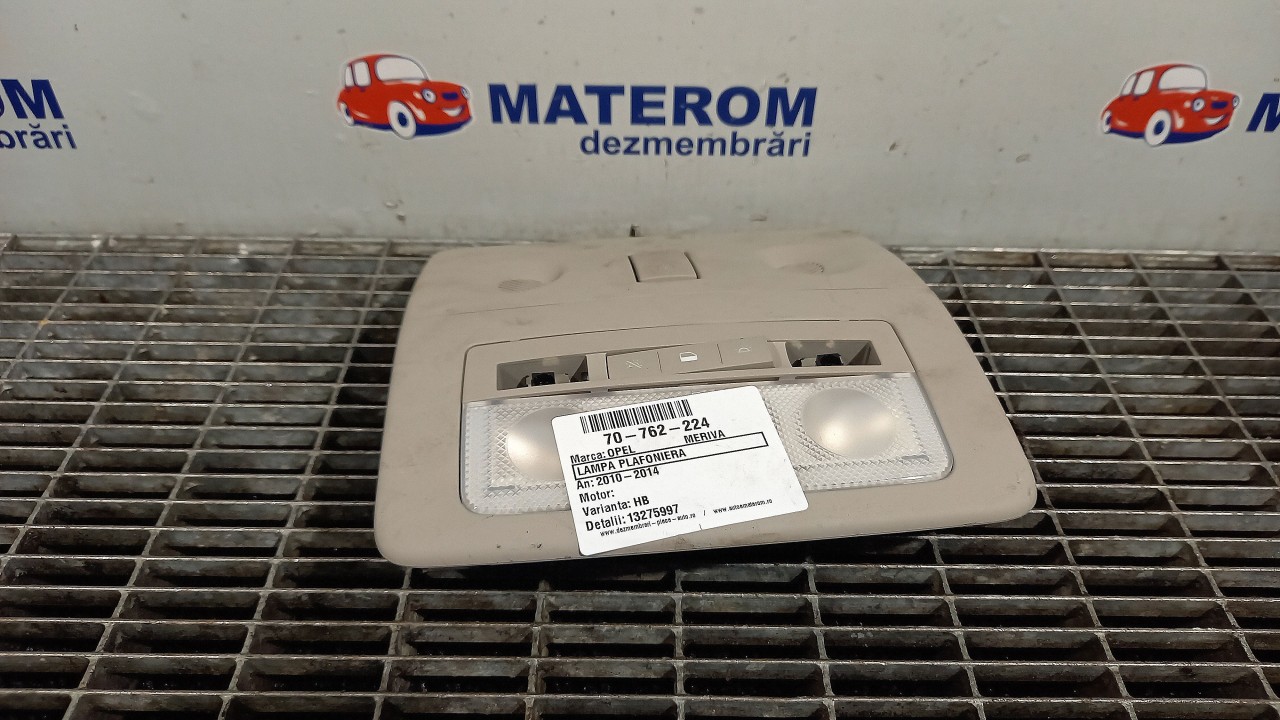 OM
mbrări
MATEROM
dezmembrări
M
70-762-224
Marca: OPEL MERIVA
LAMPA PLAFONIERA
An: 2010-2014
Motor:
Varianta: HB
Detalii: 13275997
www.dezmembrari-piese-auto.ro / www.automaterom.ro